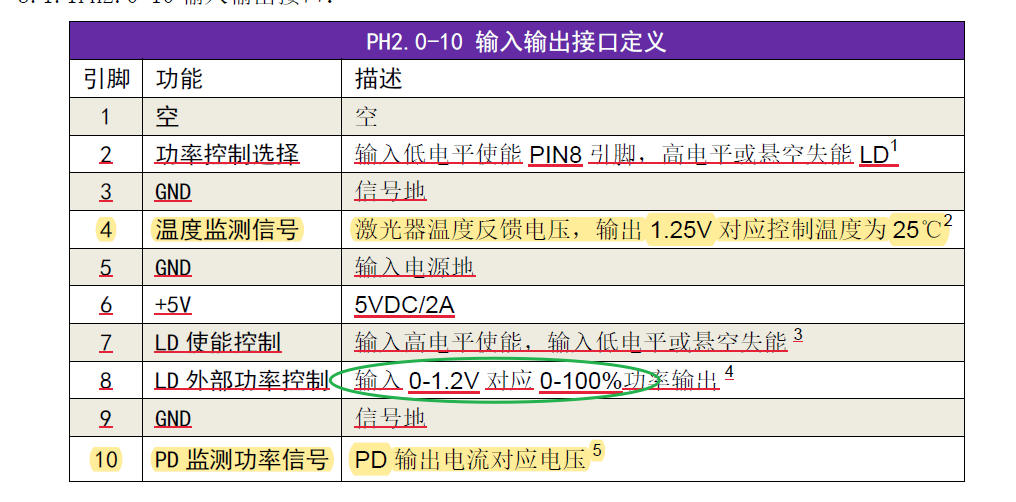 PH2.0-10 输入输出接口定义
引脚 功能 描述
1 空 空
2 功率控制选择 输入低电平使能 PIN8 引脚，高电平或悬空失能 LD1
3 GND 信号地
4 温度监测信号 激光器温度反馈电压，输出 1.25V 对应控制温度为 25℃2
5 GND 输入电源地
6 +5V 5VDC/2A
7 LD 使能控制 输入高电平使能，输入低电平或悬空失能 3
8 LD 外部功率控制 输入 0-1.2V 对应 0-100%功率输出 4
9 GND 信号地
10 PD 监测功率信号 PD 输出电流对应电压 5